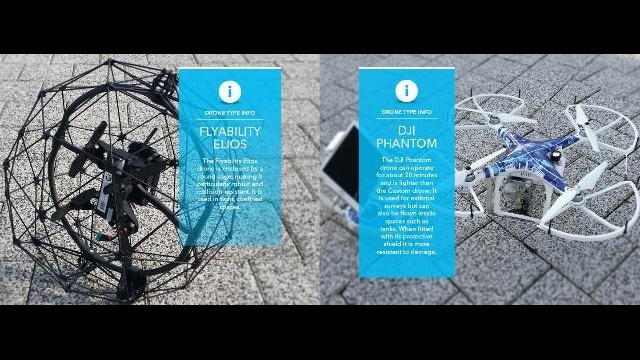 i
DRONE TYPE INFO
FLYABILITY
ELIOS
The Flyability Elios
drone is enclosed by a
round cage, making it
particularly robust and
collision-resistant. It is
used in tight, confined
spaces.
i
DRONE TYPE INFO
DJI
PHANTOM
The DJI Phantom
drone can operate
for about 20 minutes
and is lighter than
the Custom drone. It
is used for external
surveys but can
also be flown inside
spaces such as
tanks. When fitted
with its protective
shield it is more
resistant to damage.